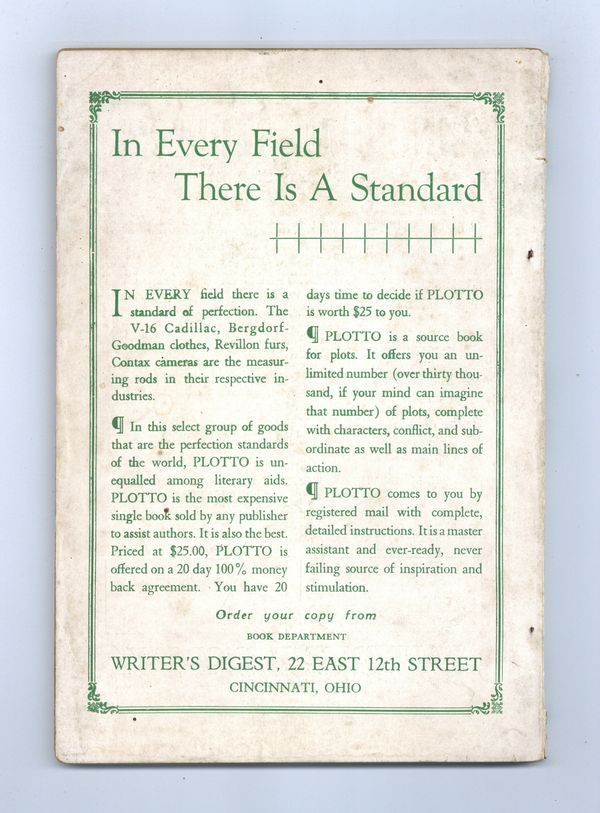 In Every Field
There Is A Standard
IN EVERY field there is a
standard of perfection. The
V-16 Cadillac, Bergdorf-
Goodman clothes, Revillon furs,
Contax cameras are the measur-
ing rods in their respective in-
dustries.
¶ In this select group of goods
that are the perfection standards
of the world, PLOTTO is un-
equalled among literary aids.
PLOTTO is the most expensive
single book sold by any publisher
to assist authors. It is also the best.
Priced at $25.00, PLOTTO is
offered on a 20 day 100% money
back agreement. You have 20
days time to decide if PLOTTO
is worth $25 to you.
¶ PLOTTO is a source book
for plots. It offers you an un-
limited number (over thirty thou-
sand, if your mind can imagine
that number) of plots, complete
with characters, conflict, and sub-
ordinate as well as main lines of
action.
¶ PLOTTO comes to you by
registered mail with complete,
detailed instructions. It is a master
assistant and ever-ready, never
failing source of inspiration and
stimulation.
Order your copy from
BOOK DEPARTMENT
WRITER'S DIGEST, 22 EAST 12th STREET
CINCINNATI, OHIO